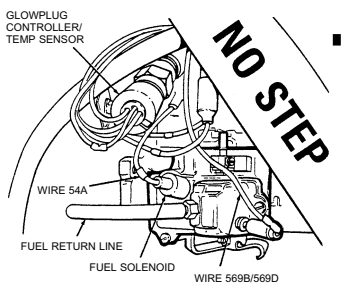 GLOWPLUG
CONTROLLER/
TEMP SENSOR
NO STEP
WIRE 54A
FUEL RETURN LINE
FUEL SOLENOID
WIRE 569B/569D